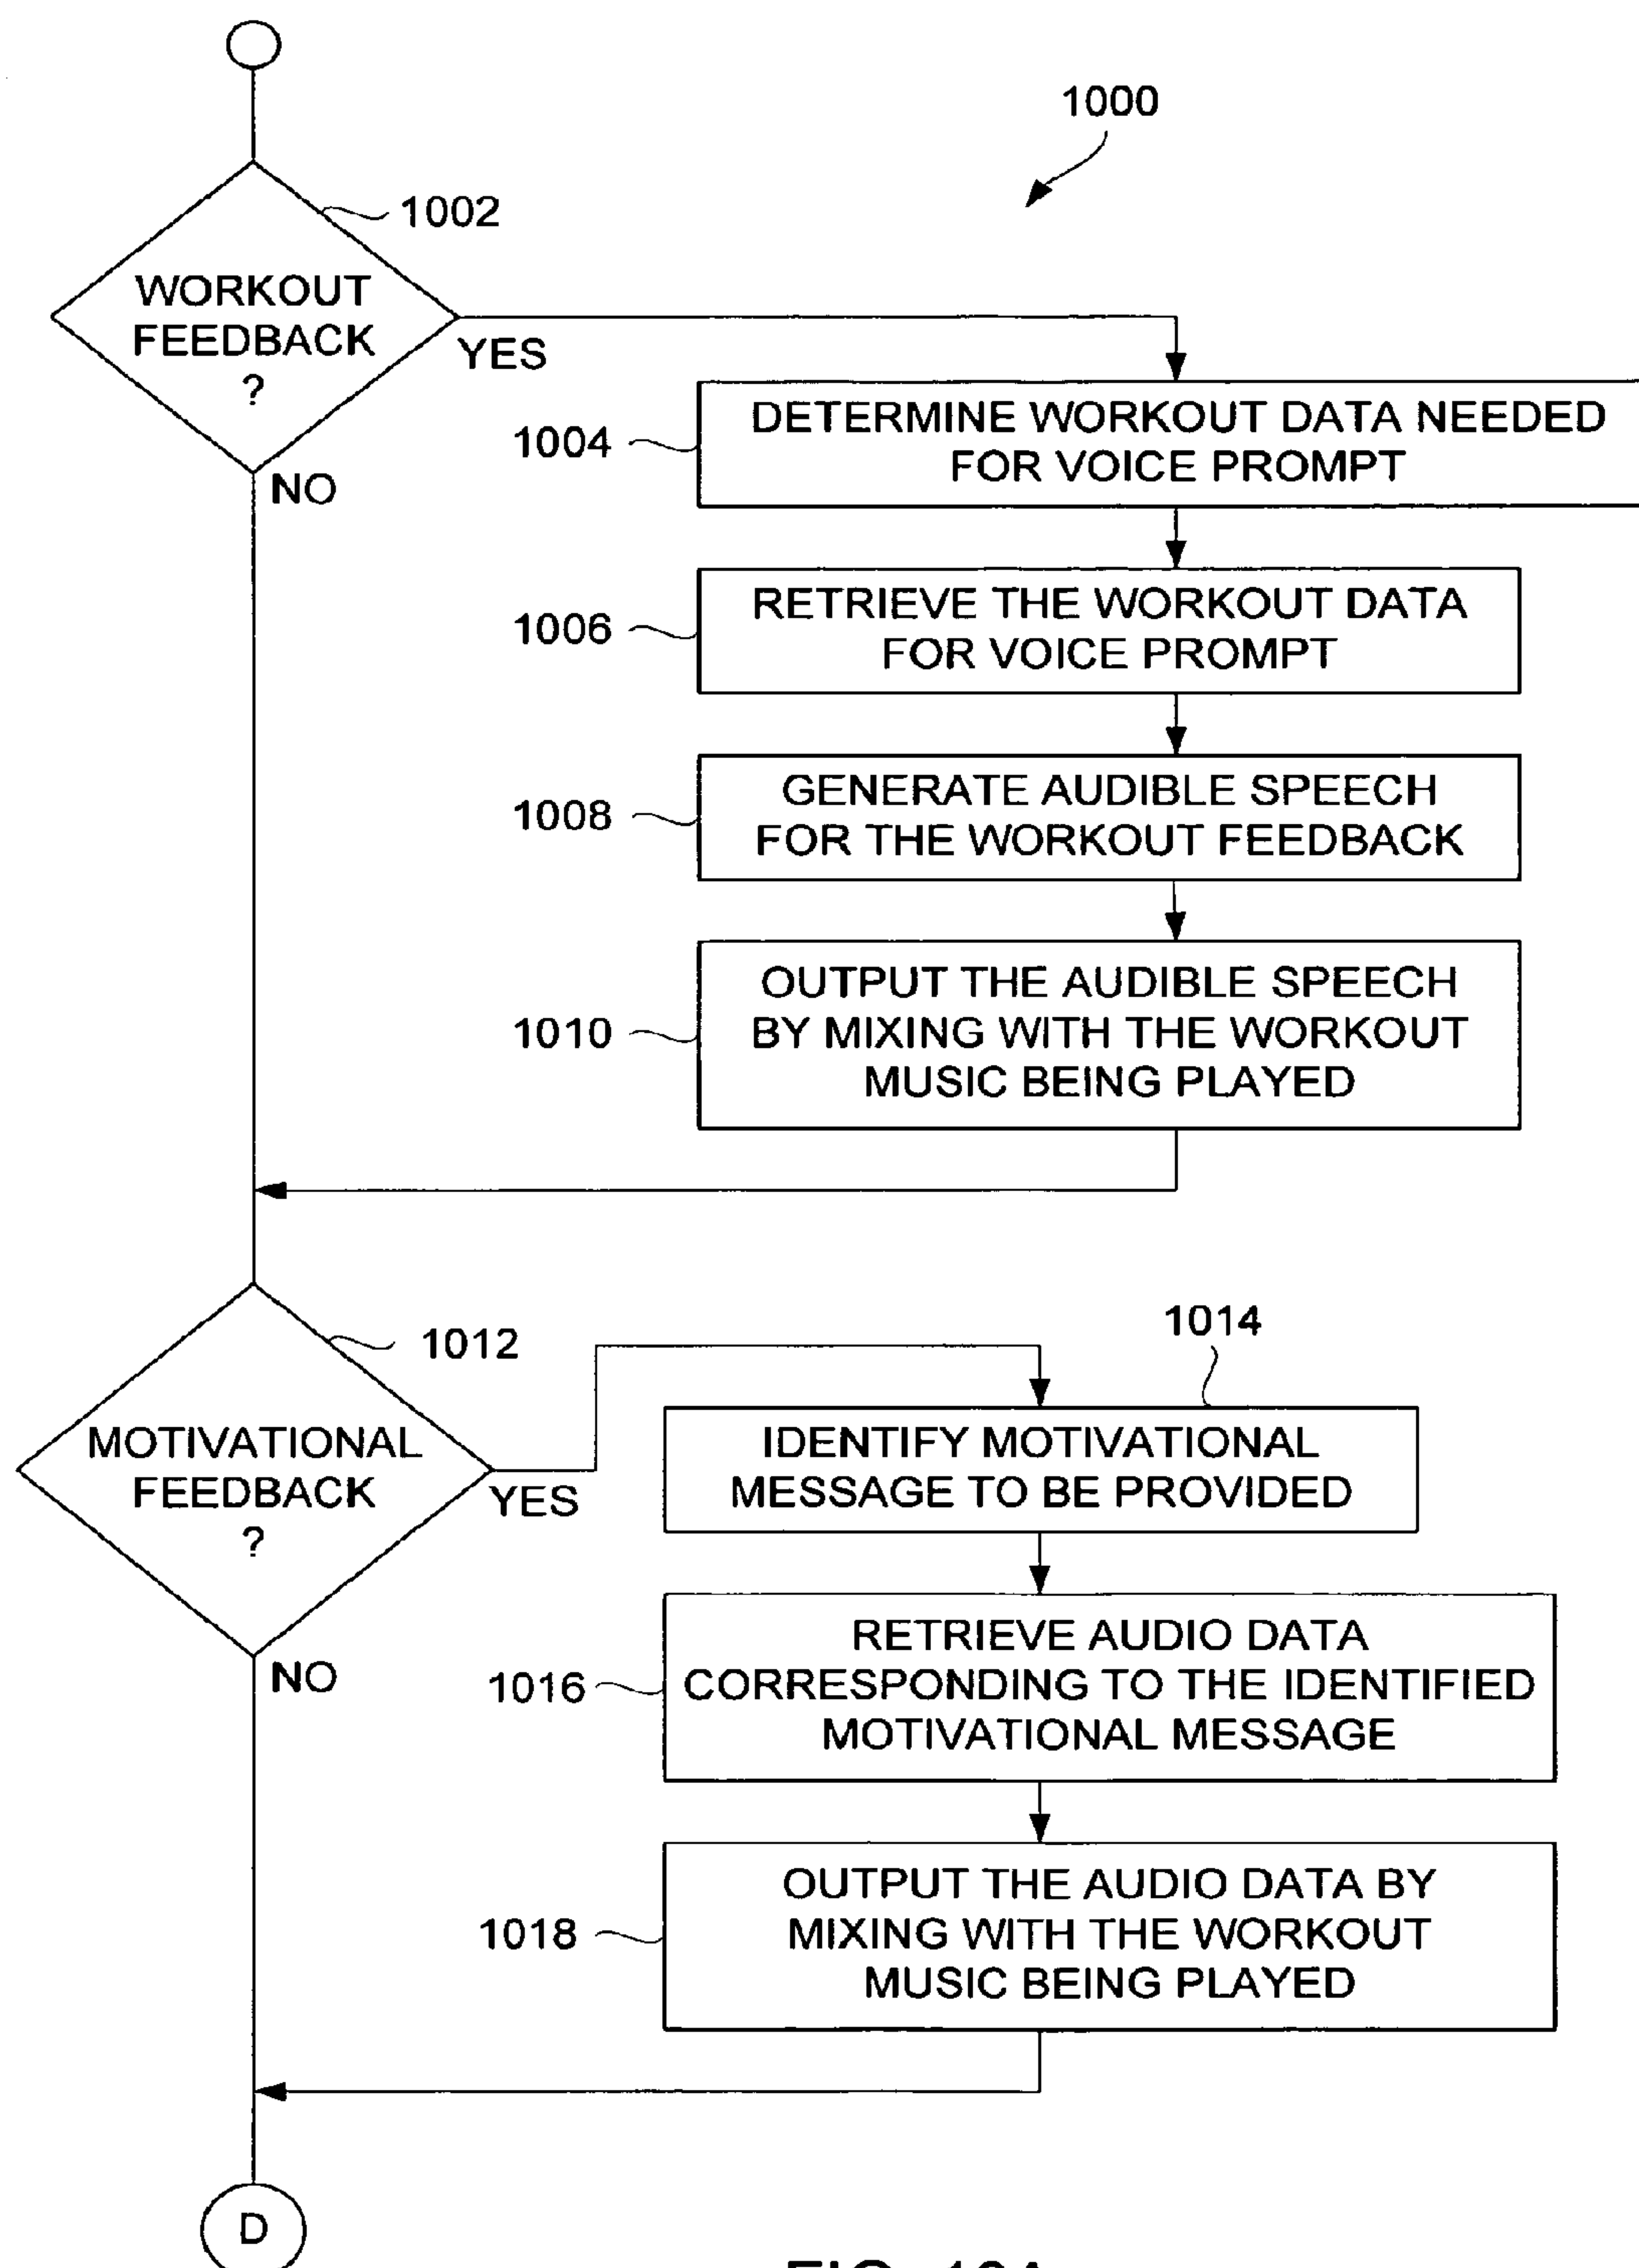 1000
1002
WORKOUT
FEEDBACK
?
YES
NO
1004
DETERMINE WORKOUT DATA NEEDED
FOR VOICE PROMPT
1006
RETRIEVE THE WORKOUT DATA
FOR VOICE PROMPT
1008
GENERATE AUDIBLE SPEECH
FOR THE WORKOUT FEEDBACK
1010
OUTPUT THE AUDIBLE SPEECH
BY MIXING WITH THE WORKOUT
MUSIC BEING PLAYED
1012
MOTIVATIONAL
FEEDBACK
?
YES
NO
1014
IDENTIFY MOTIVATIONAL
MESSAGE TO BE PROVIDED
1016
RETRIEVE AUDIO DATA
CORRESPONDING TO THE IDENTIFIED
MOTIVATIONAL MESSAGE
1018
OUTPUT THE AUDIO DATA BY
MIXING WITH THE WORKOUT
MUSIC BEING PLAYED
D